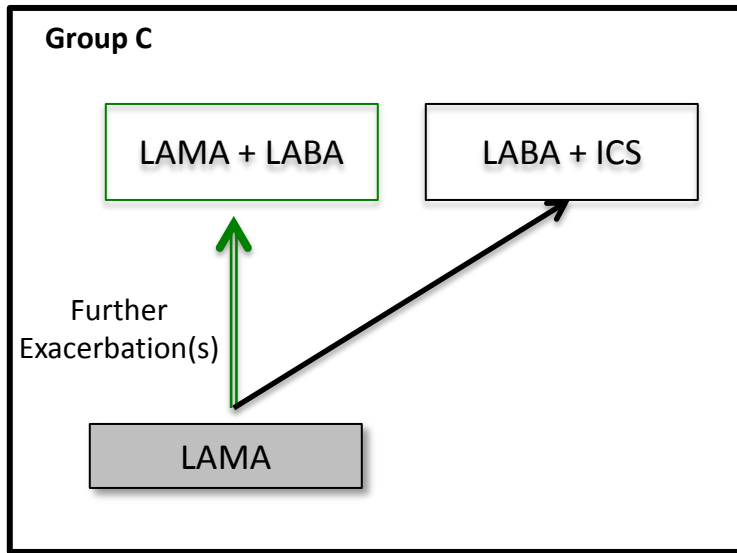 Group C
LAMA + LABA
LABA + ICS
Further
Exacerbation(s)
LAMA